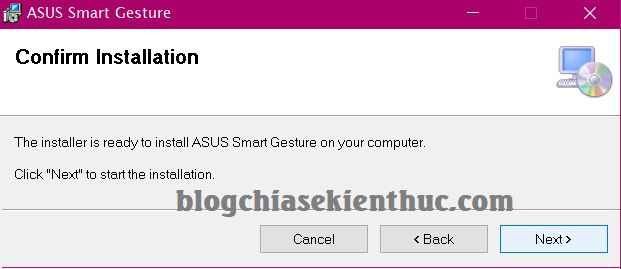 ASUS Smart Gesture
Confirm Installation
The installer is ready to install ASUS Smart Gesture on your computer.
Click "Next" to start the installation.
blogchiasekienthuc.com
Cancel
< Back
Next >